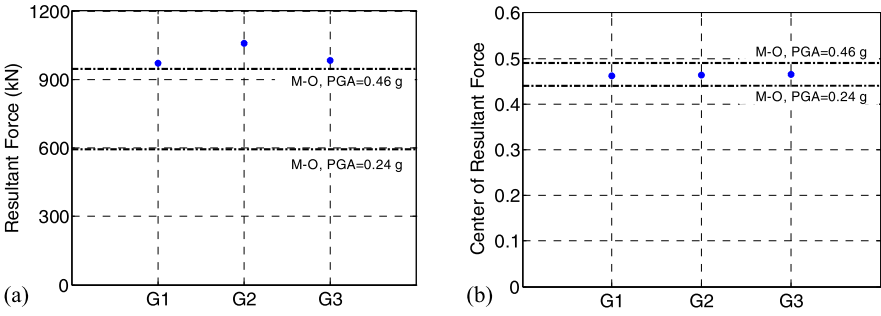 1200
900
600
300
0
Resultant Force (kN)
M-O, PGA=0.46 g
M-O, PGA=0.24 g
G1 G2 G3
(a)
0.6
0.5
0.4
0.3
0.2
0.1
0
Center of Resultant Force
M-O, PGA=0.46 g
M-O, PGA=0.24 g
G1 G2 G3
(b)